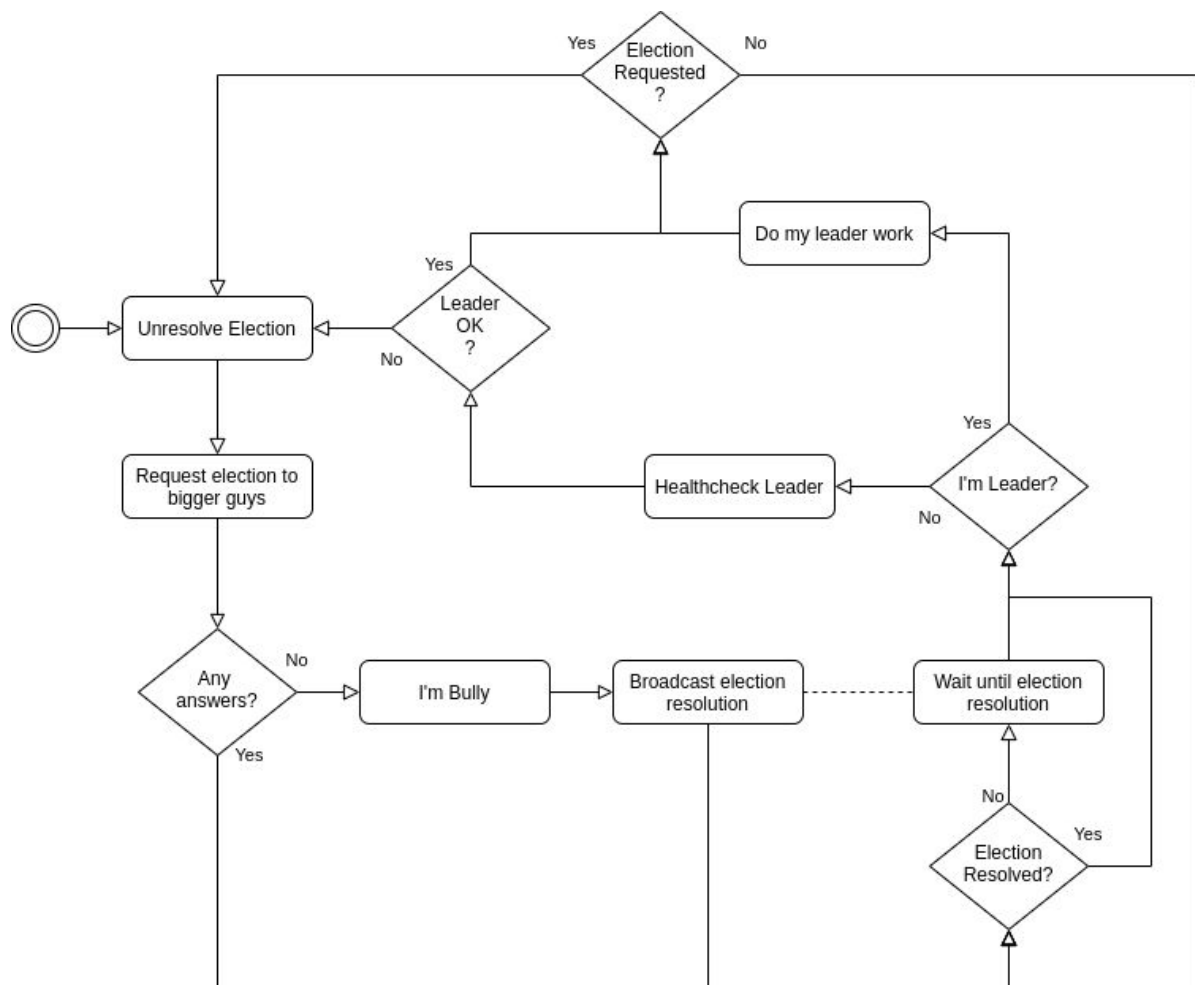 Yes
Election
Requested
?
No
Do my leader work
Yes
Leader
OK
?
No
Unresolve Election
Yes
I'm Leader?
No
Healthcheck Leader
Request election to
bigger guys
Any
answers?
No
Yes
I'm Bully
Broadcast election
resolution
Wait until election
resolution
No
Election
Resolved?
Yes